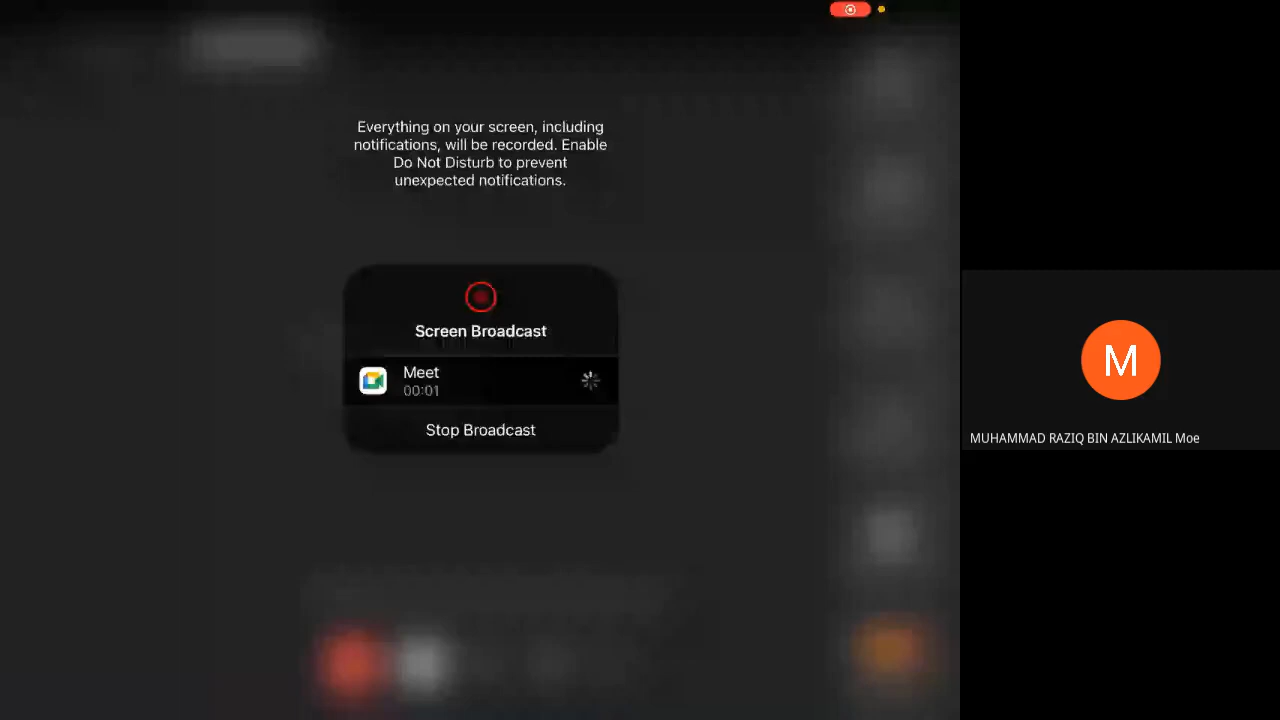 Everything on your screen, including
notifications, will be recorded. Enable
Do Not Disturb to prevent
unexpected notifications.
Screen Broadcast
Meet
00:01
Stop Broadcast
M
MUHAMMAD RAZIQ BIN AZLIKAMIL Moe